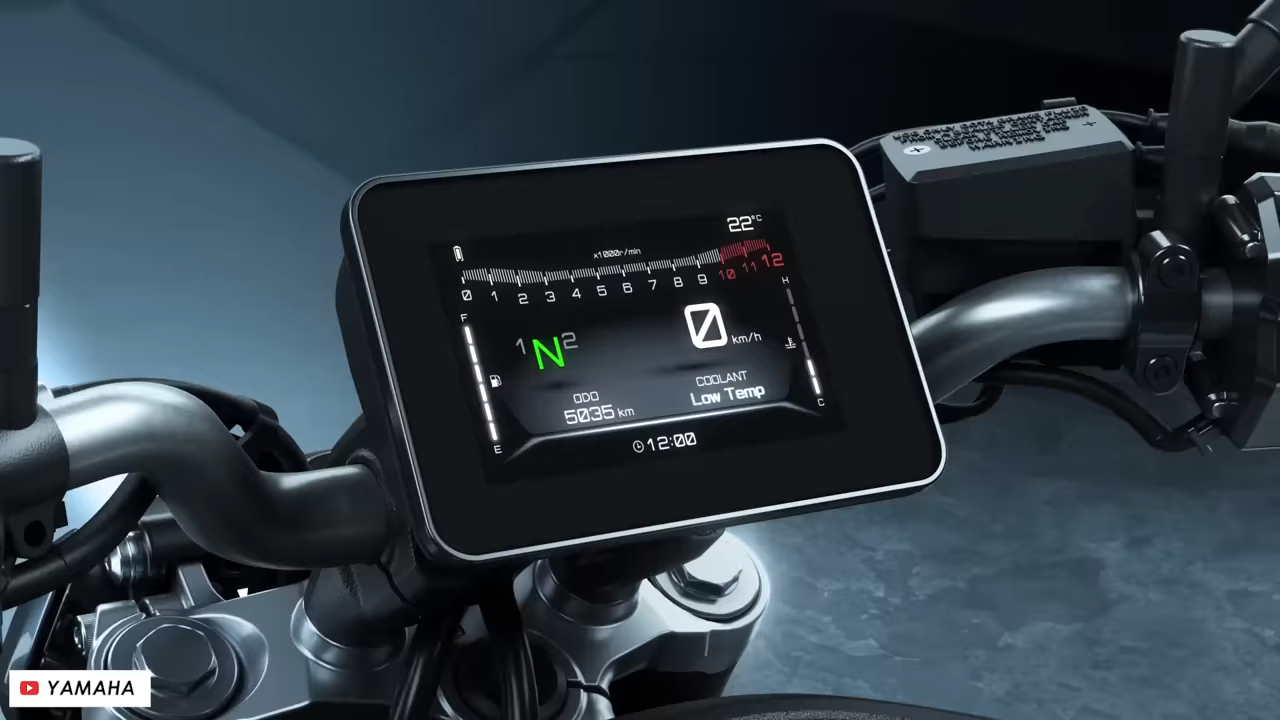 22°C
x1000r/min
0 1 2 3 4 5 6 7 8 9 10 11 12
F
H
1 N 2
0 km/h
ODO
5035 km
COOLANT
Low Temp
E
C
12:00
WARNING
YAMAHA